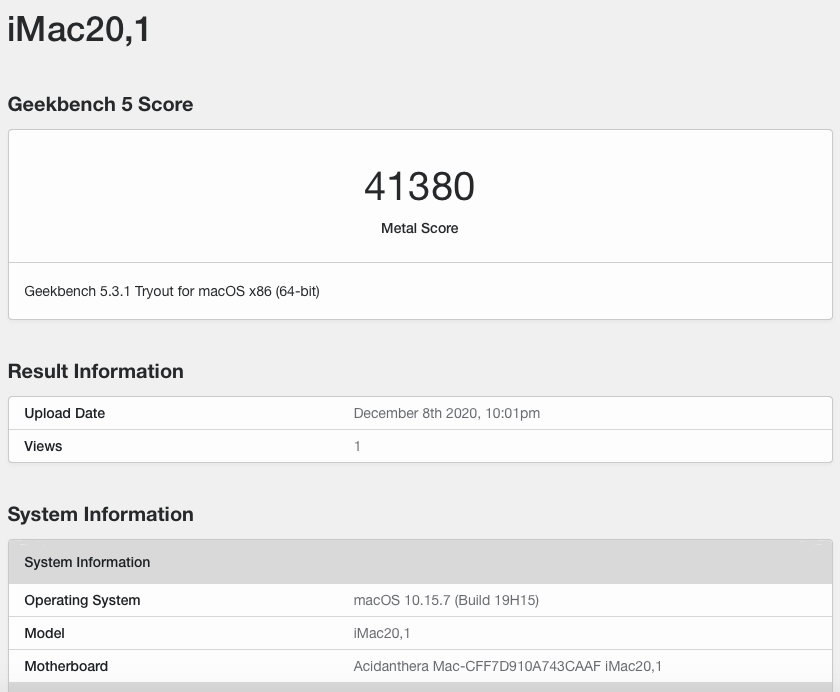 iMac20,1
Geekbench 5 Score
41380
Metal Score
Geekbench 5.3.1 Tryout for macOS x86 (64-bit)
Result Information
Upload Date December 8th 2020, 10:01pm
Views 1
System Information
System Information
Operating System macOS 10.15.7 (Build 19H15)
Model iMac20,1
Motherboard Acidanthera Mac-CFF7D910A743CAAF iMac20,1